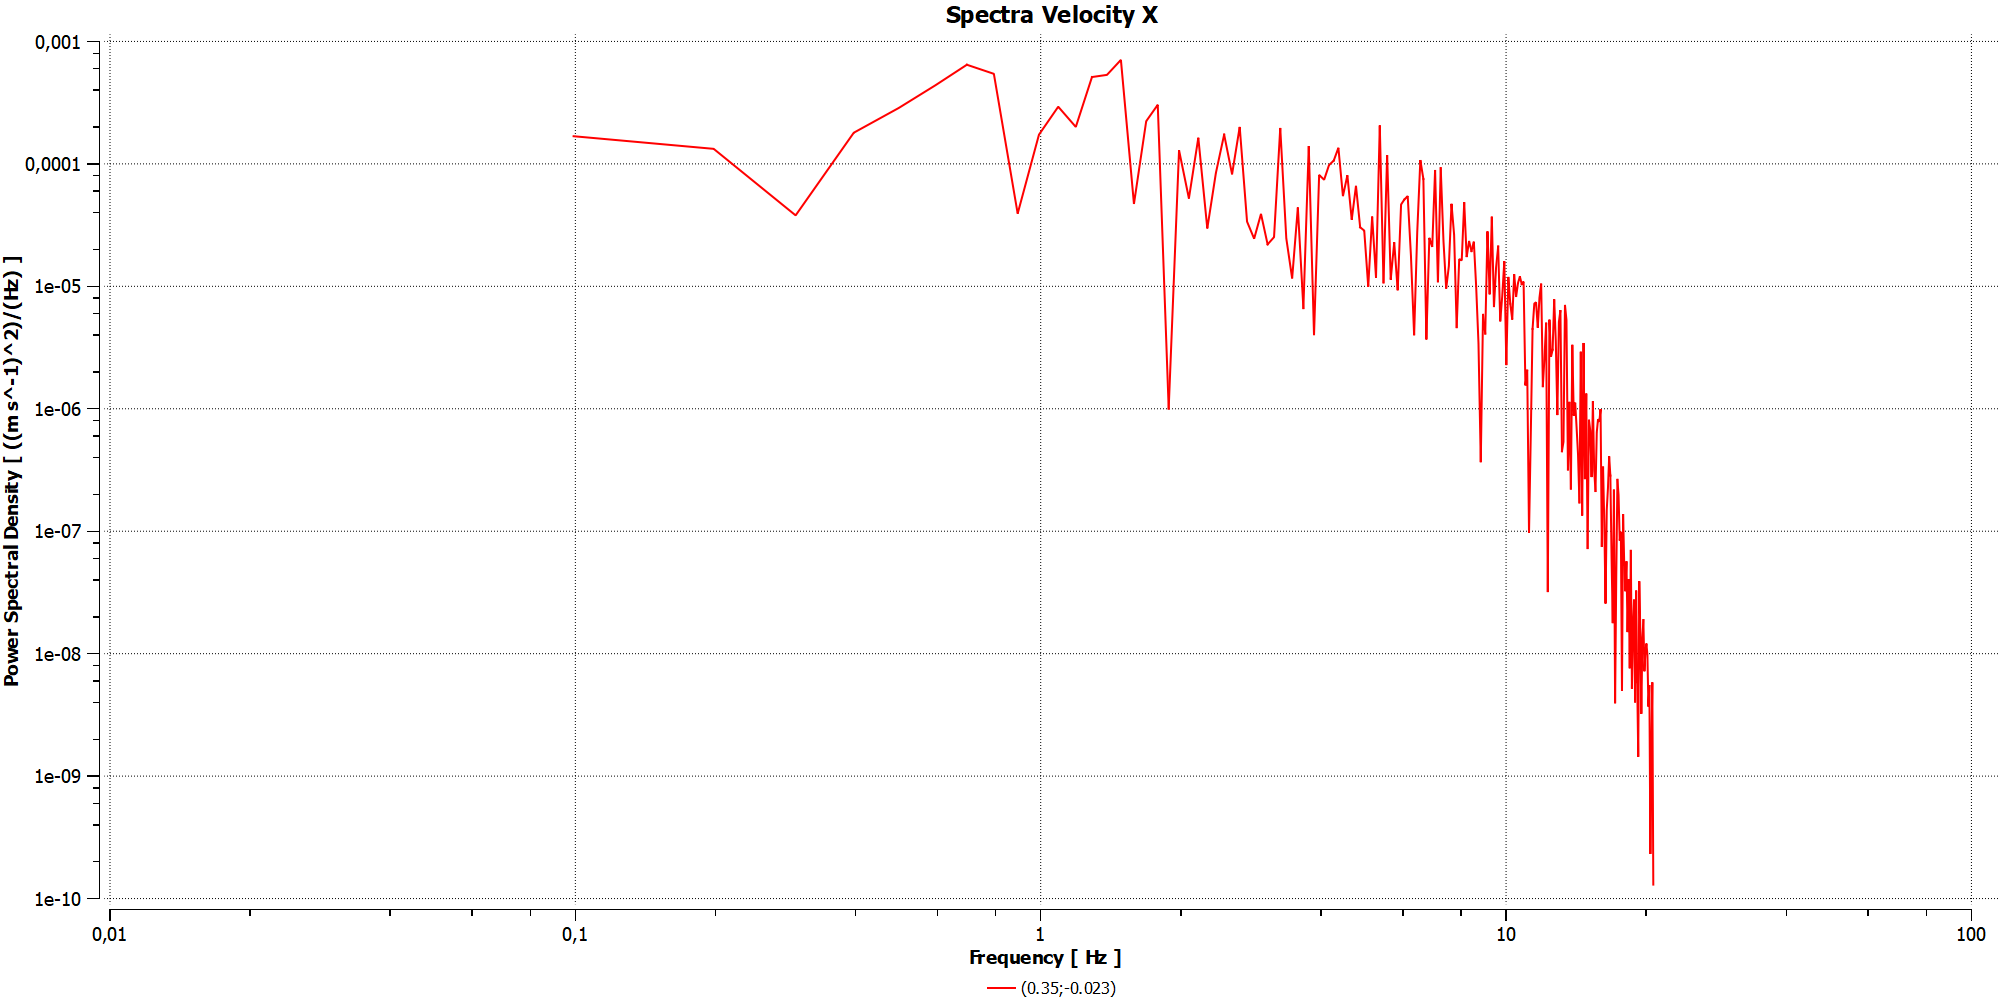 Spectra Velocity X
0,001
0,0001
1e-05
1e-06
1e-07
1e-08
1e-09
1e-10
Power Spectral Density [ ((m s^-1)^2)/(Hz) ]
0,01
0,1
1
10
100
Frequency [ Hz ]
(0.35;-0.023)